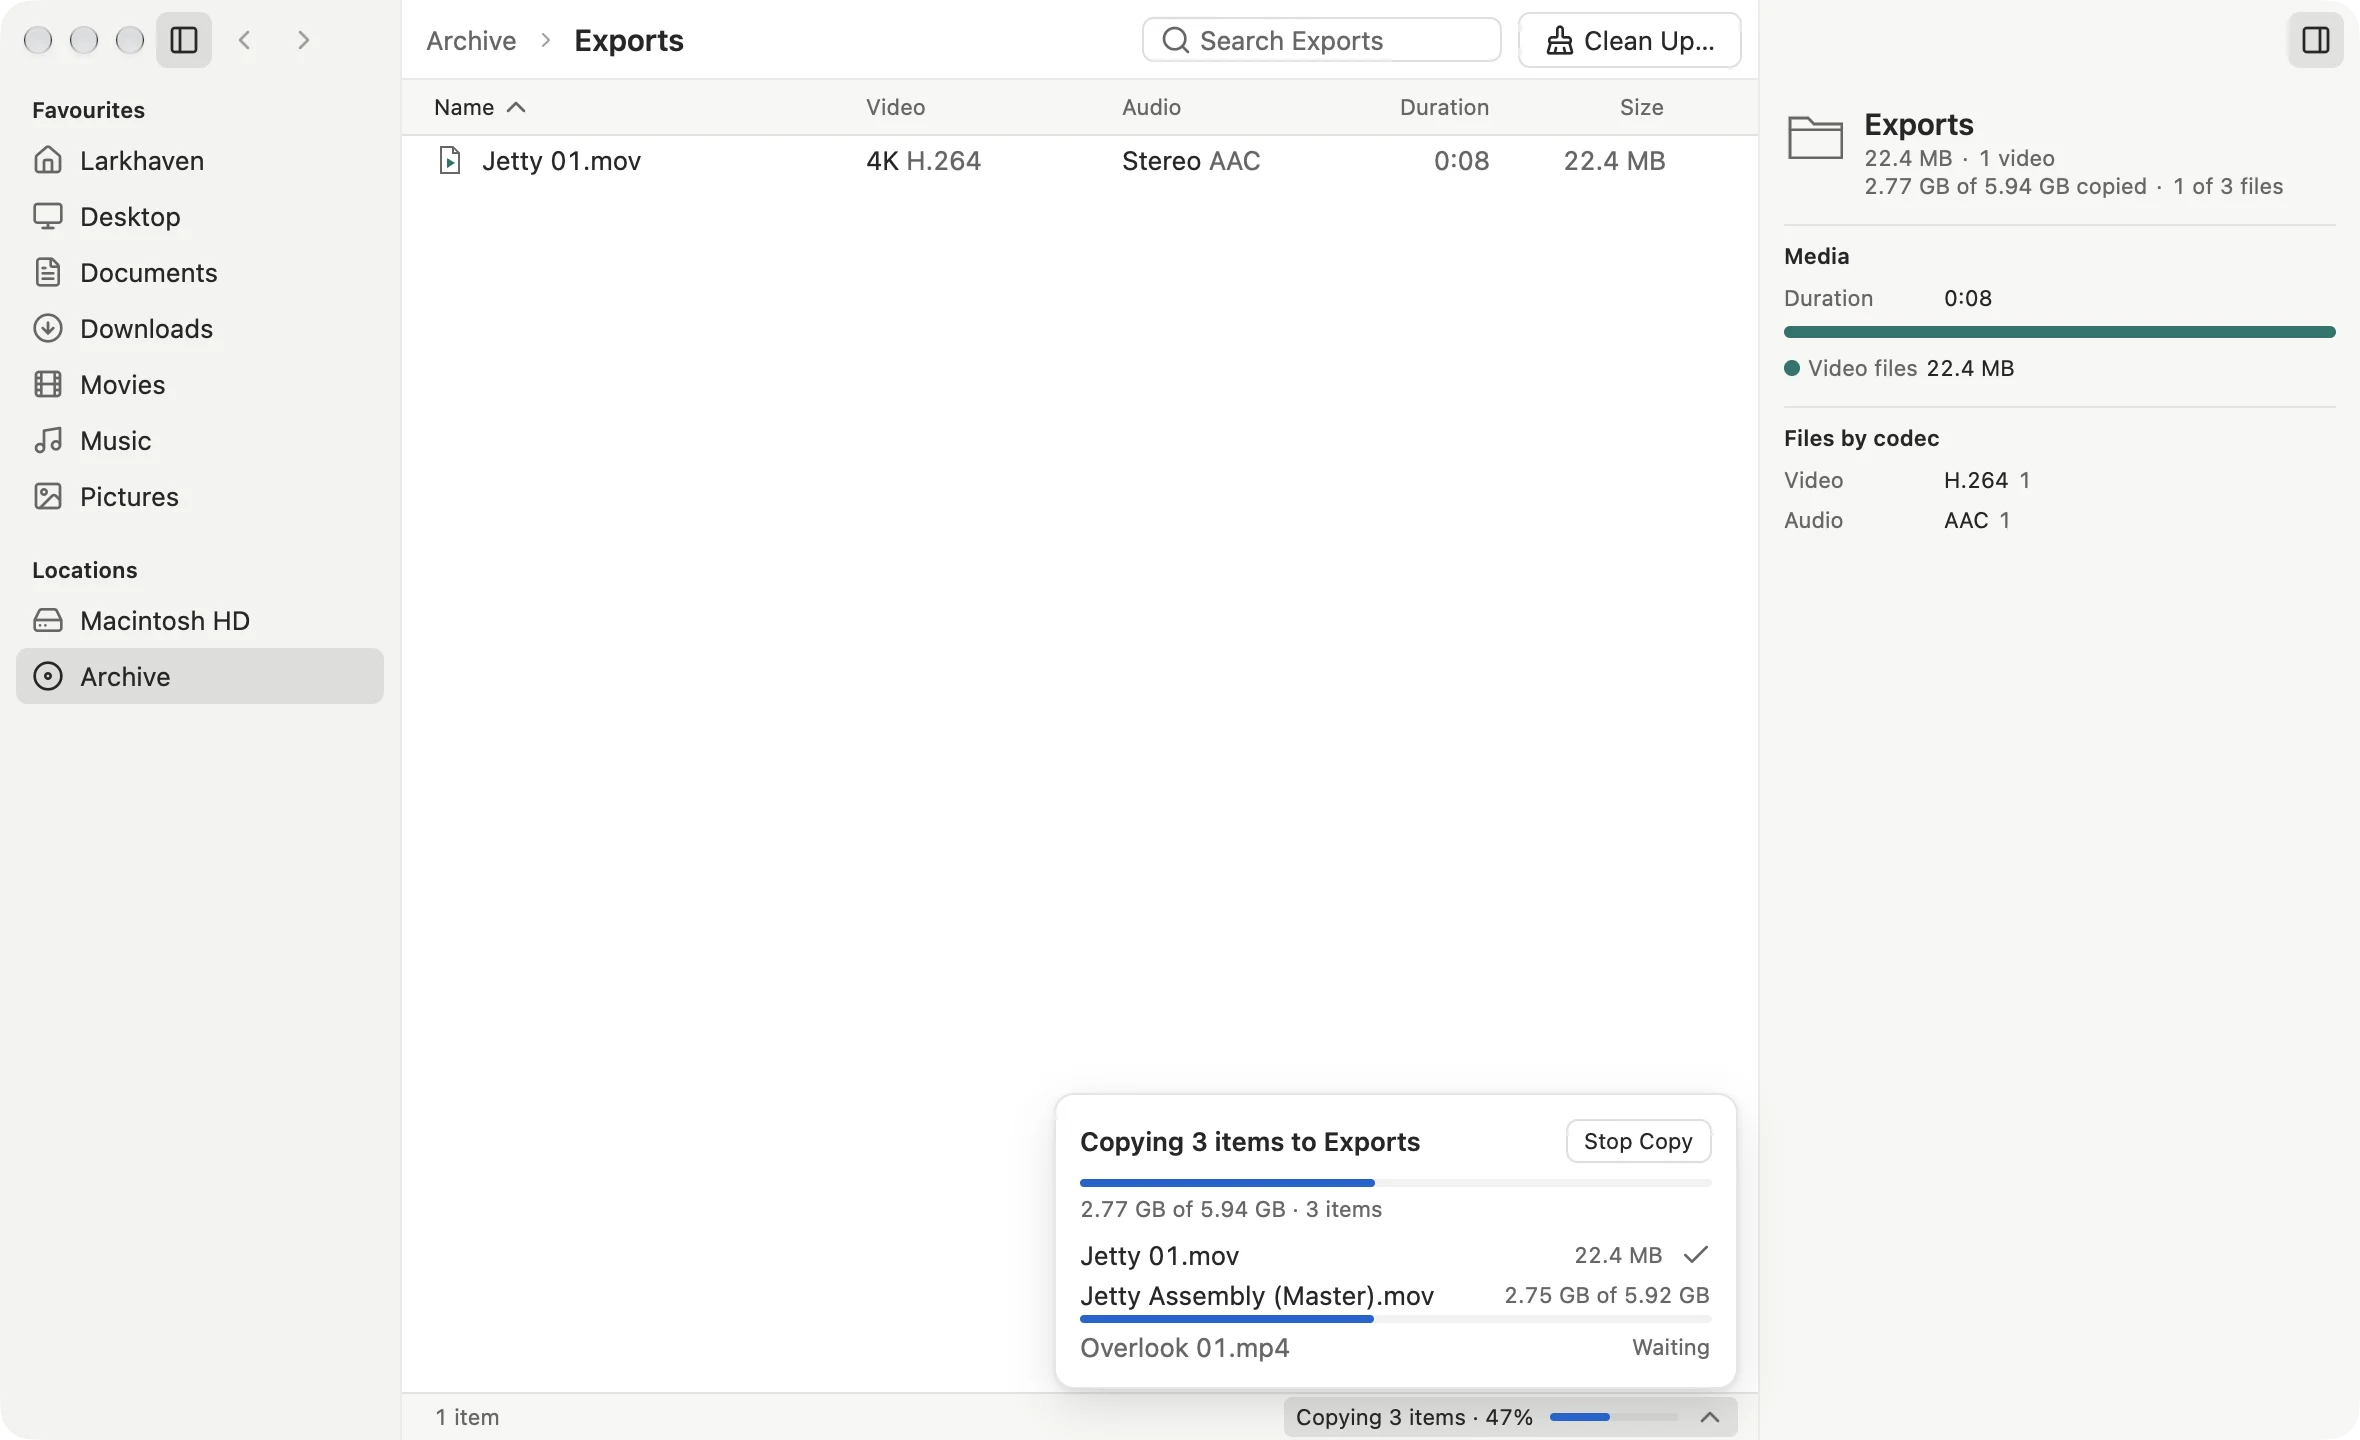 Favourites
Larkhaven
Desktop
Documents
Downloads
Movies
Music
Pictures
Locations
Macintosh HD
Archive
Archive Exports
Search Exports
Clean Up...
Name Video Audio Duration Size
Jetty 01.mov 4K H.264 Stereo AAC 0:08 22.4 MB
Copying 3 items to Exports
Stop Copy
2.77 GB of 5.94 GB · 3 items
Jetty 01.mov 22.4 MB
Jetty Assembly (Master).mov 2.75 GB of 5.92 GB
Overlook 01.mp4 Waiting
1 item
Copying 3 items · 47%
Exports
22.4 MB · 1 video
2.77 GB of 5.94 GB copied · 1 of 3 files
Media
Duration 0:08
Video files 22.4 MB
Files by codec
Video H.264 1
Audio AAC 1